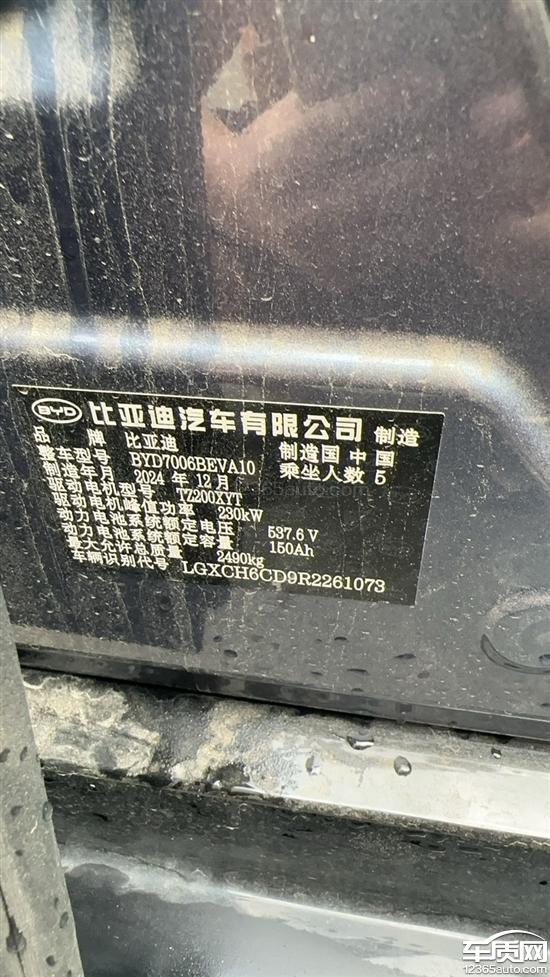 BYD 比亚迪汽车有限公司 制造
品牌 比亚迪 制造国 中国
整车型号 BYD7006BEVA10 乘坐人数 5
制造年月 2024 年 12 月
驱动电机型号 TZ200XYT
驱动电机峰值功率 230kW
动力电池系统额定电压 537.6 V
动力电池系统额定容量 150Ah
最大允许总质量 2490kg
车辆识别代号 LGXCH6CD9R2261073
车质网
12365auto.com